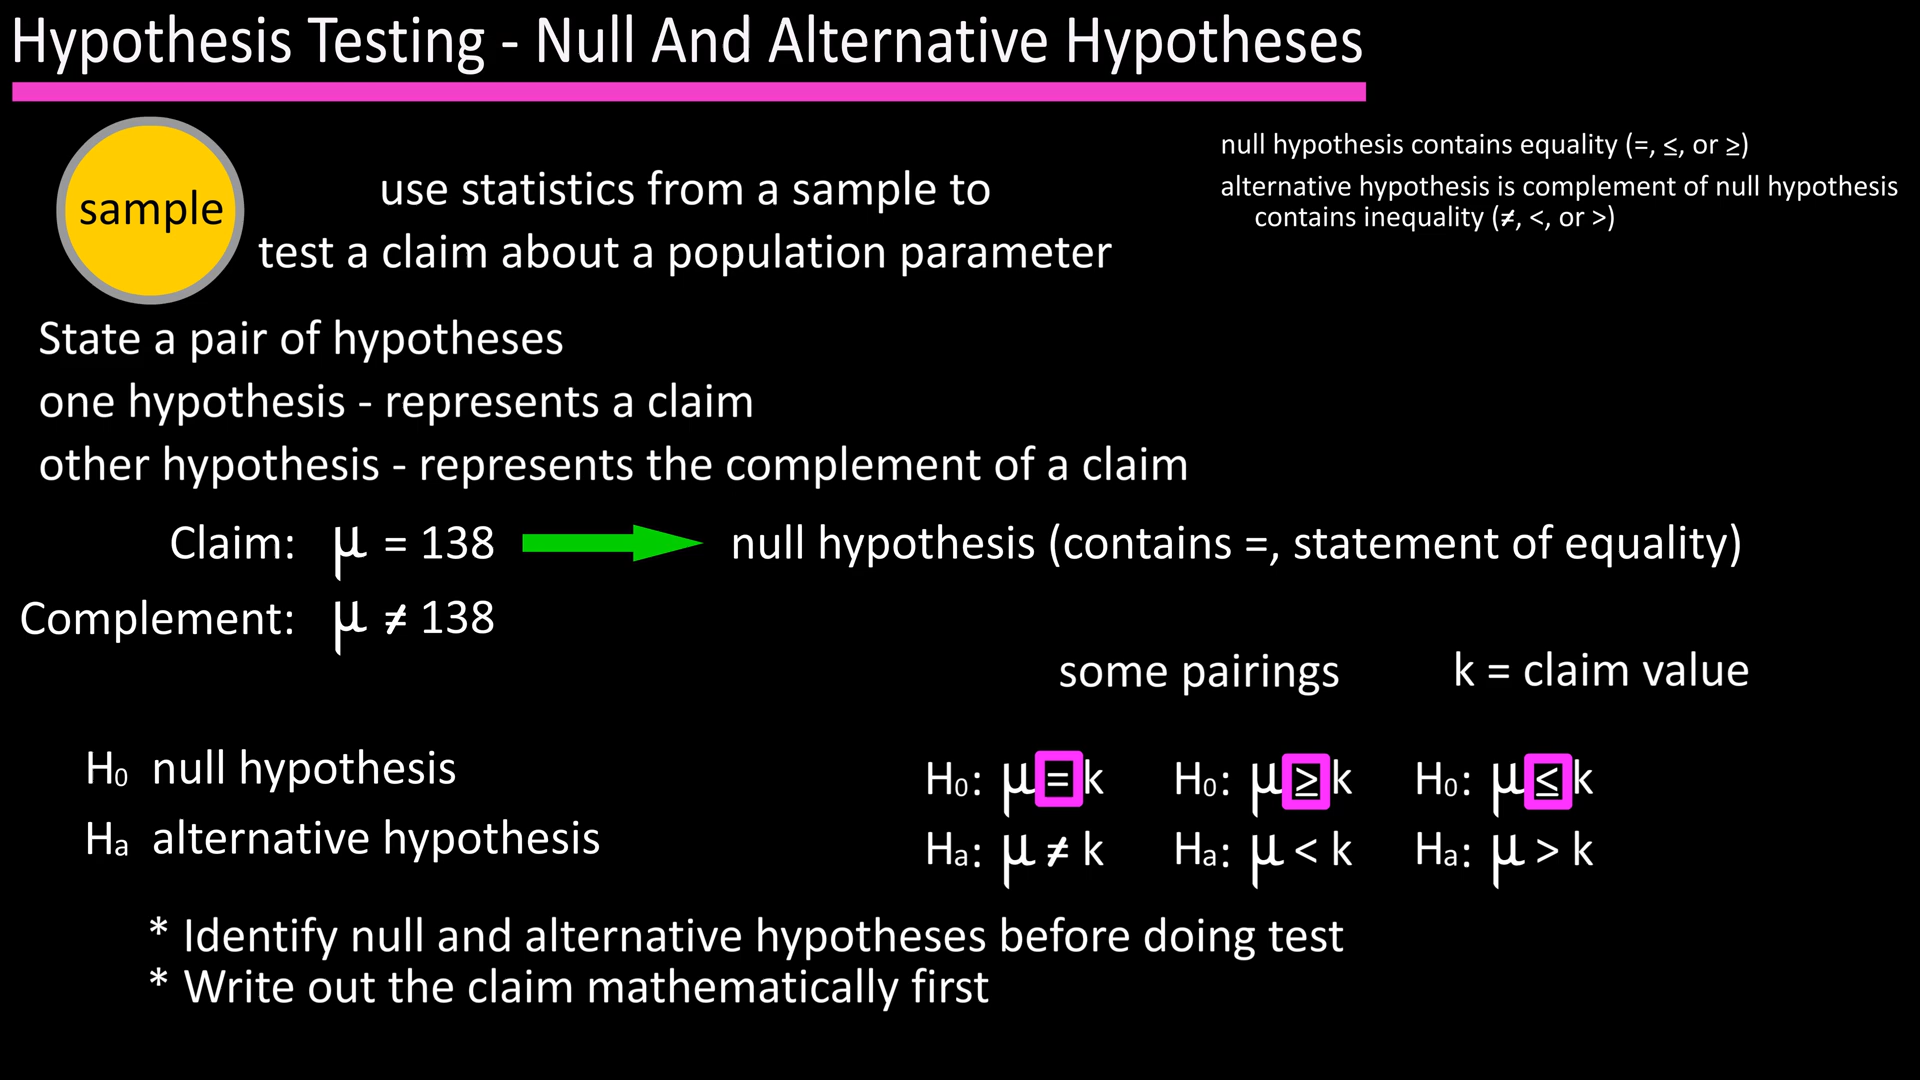 Hypothesis Testing - Null And Alternative Hypotheses
sample
use statistics from a sample to
test a claim about a population parameter
null hypothesis contains equality (=, ≤, or ≥)
alternative hypothesis is complement of null hypothesis
contains inequality (≠, <, or >)
State a pair of hypotheses
one hypothesis - represents a claim
other hypothesis - represents the complement of a claim
Claim: μ = 138
null hypothesis (contains =, statement of equality)
Complement: μ ≠ 138
some pairings
k = claim value
H₀ null hypothesis
Hₐ alternative hypothesis
H₀: μ = k H₀: μ ≥ k H₀: μ ≤ k
Hₐ: μ ≠ k Hₐ: μ < k Hₐ: μ > k
* Identify null and alternative hypotheses before doing test
* Write out the claim mathematically first